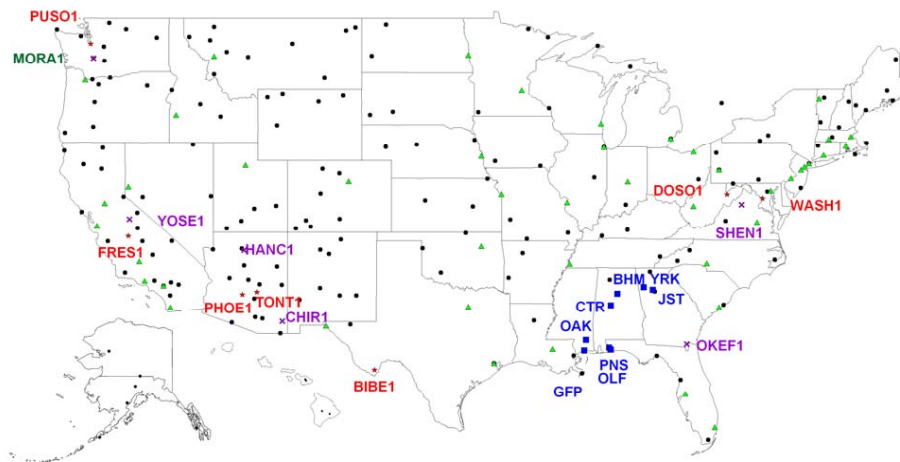 PUSO1
MORA1
YOSE1
FRES1
HANC1
PHOE1
TONT1
CHIR1
BIBE1
DOSO1
WASH1
SHEN1
BHM YRK
JST
CTR
OAK
OKEF1
PNS
OLF
GFP